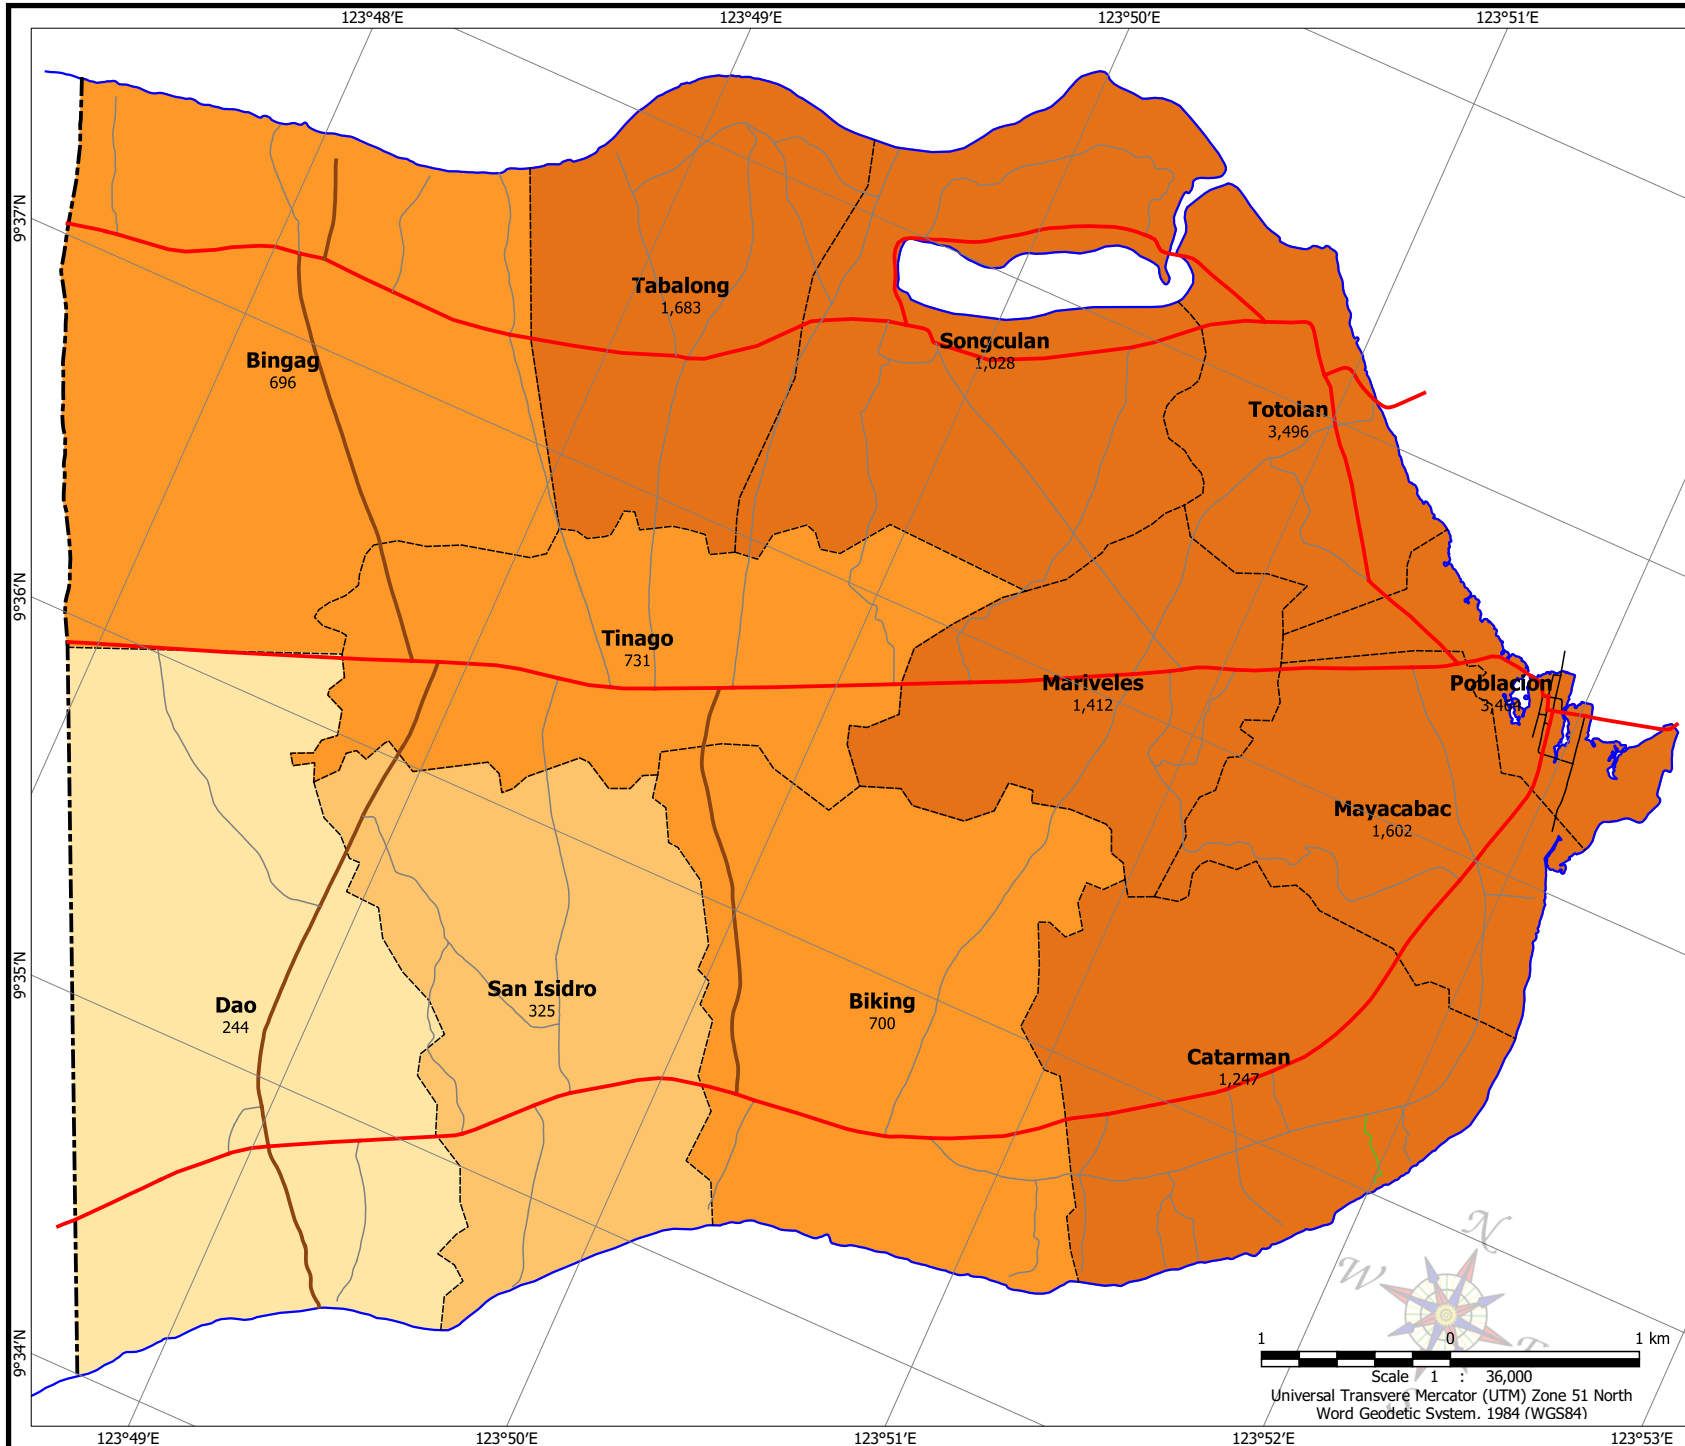 123°48'E 123°49'E 123°50'E 123°51'E
9°37'N
Tabalong
1,683
Songculan
1,028
Bingag
696
Totoian
3,496
9°36'N
Tinago
731
Mariveles
1,412
Poblacion
Mayacabac
1,602
9°35'N
San Isidro
325
Dao
244
Biking
700
Catarman
1,247
N
W
9°34'N
1 0 1 km
Scale 1 : 36,000
Universal Transvere Mercator (UTM) Zone 51 North
Word Geodetic System, 1984 (WGS84)
123°49'E 123°50'E 123°51'E 123°52'E 123°53'E